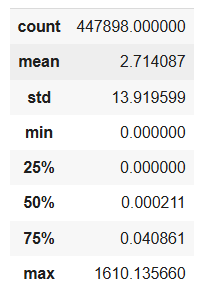 count 447898.000000
mean 2.714087
std 13.919599
min 0.000000
25% 0.000000
50% 0.000211
75% 0.040861
max 1610.135660